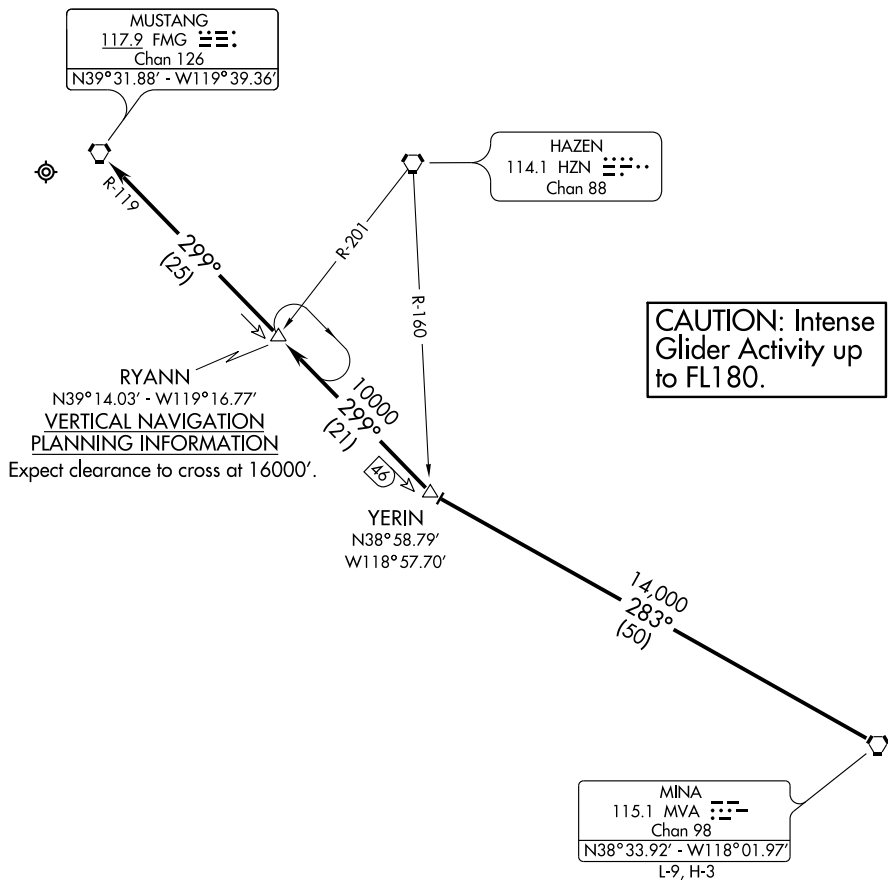 MUSTANG
117.9 FMG
Chan 126
N39°31.88' - W119°39.36'
HAZEN
114.1 HZN
Chan 88
R-119
299°
(25)
R-201
R-160
CAUTION: Intense
Glider Activity up
to FL180.
RYANN
N39°14.03' - W119°16.77'
VERTICAL NAVIGATION
PLANNING INFORMATION
Expect clearance to cross at 16000'.
10000
299°
(21)
46
YERIN
N38°58.79'
W118°57.70'
14,000
283°
(50)
MINA
115.1 MVA
Chan 98
N38°33.92' - W118°01.97'
L-9, H-3